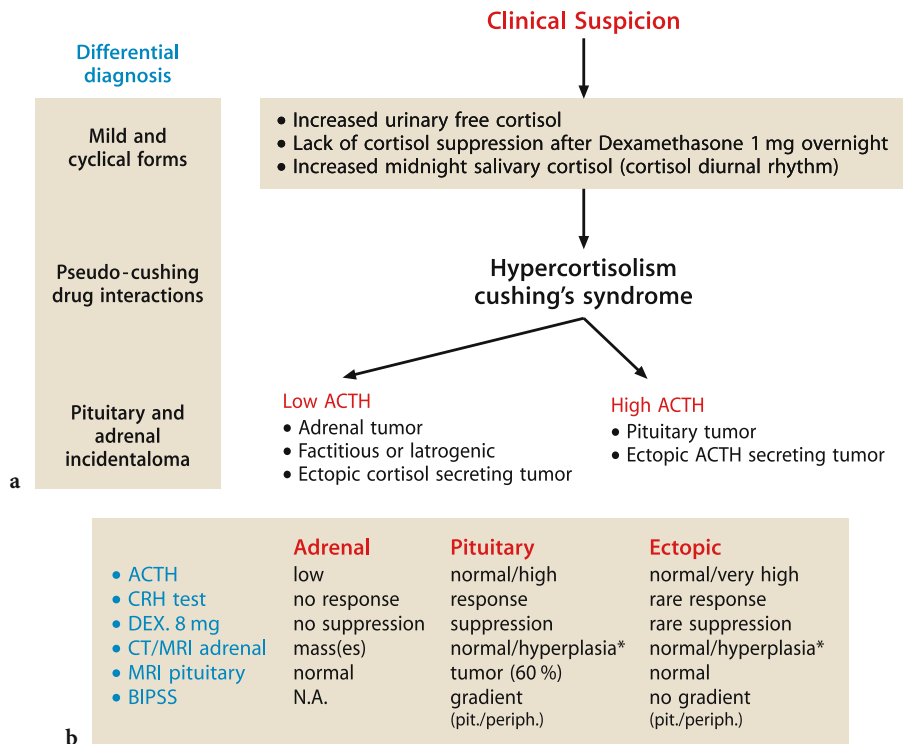 Clinical Suspicion
Differential
diagnosis
Mild and
cyclical forms
Pseudo-cushing
drug interactions
Pituitary and
adrenal
incidentaloma
• Increased urinary free cortisol
• Lack of cortisol suppression after Dexamethasone 1 mg overnight
• Increased midnight salivary cortisol (cortisol diurnal rhythm)
Hypercortisolism
cushing's syndrome
Low ACTH
• Adrenal tumor
• Factitious or Iatrogenic
• Ectopic cortisol secreting tumor
High ACTH
• Pituitary tumor
• Ectopic ACTH secreting tumor
a
Adrenal Pituitary Ectopic
• ACTH low normal/high normal/very high
• CRH test no response response rare response
• DEX. 8 mg no suppression suppression rare suppression
• CT/MRI adrenal mass(es) normal/hyperplasia* normal/hyperplasia*
• MRI pituitary normal tumor (60 %) normal
• BIPSS N.A. gradient no gradient
(pit./periph.) (pit./periph.)
b